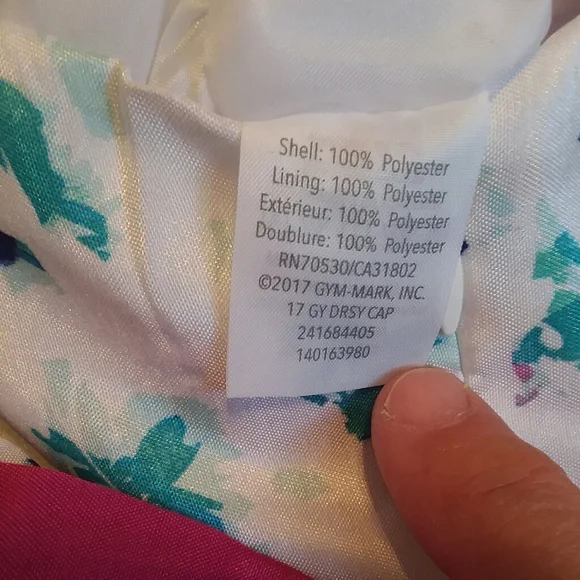 Shell: 100% Polyester
Lining: 100% Polyester
Extérieur: 100% Polyester
Doublure: 100% Polyester
RN70530/CA31802
©2017 GYM-MARK, INC.
17 GY DRSY CAP
241684405
140163980